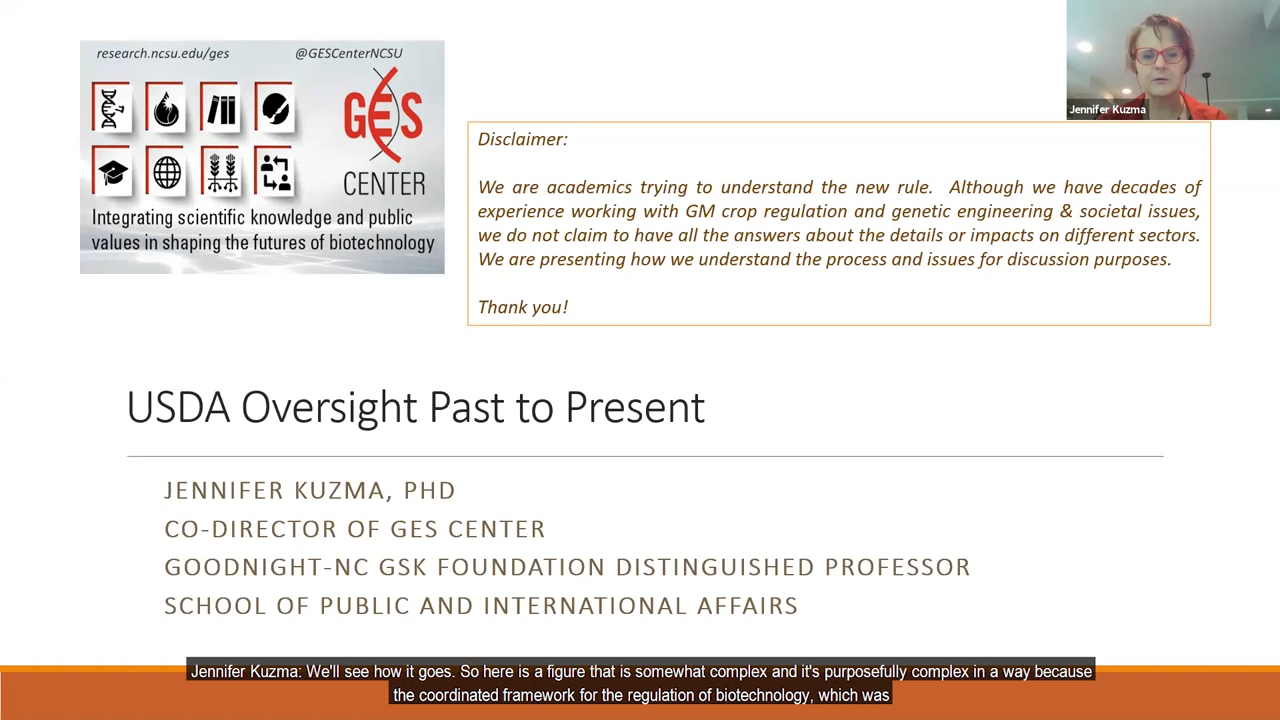 research.ncsu.edu/ges @GESCenterNCSU
GES
CENTER
Integrating scientific knowledge and public
values in shaping the futures of biotechnology
Jennifer Kuzma
Disclaimer:
We are academics trying to understand the new rule. Although we have decades of
experience working with GM crop regulation and genetic engineering & societal issues,
we do not claim to have all the answers about the details or impacts on different sectors.
We are presenting how we understand the process and issues for discussion purposes.
Thank you!
USDA Oversight Past to Present
JENNIFER KUZMA, PHD
CO-DIRECTOR OF GES CENTER
GOODNIGHT-NC GSK FOUNDATION DISTINGUISHED PROFESSOR
SCHOOL OF PUBLIC AND INTERNATIONAL AFFAIRS
Jennifer Kuzma: We'll see how it goes. So here is a figure that is somewhat complex and it's purposefully complex in a way because
the coordinated framework for the regulation of biotechnology, which was